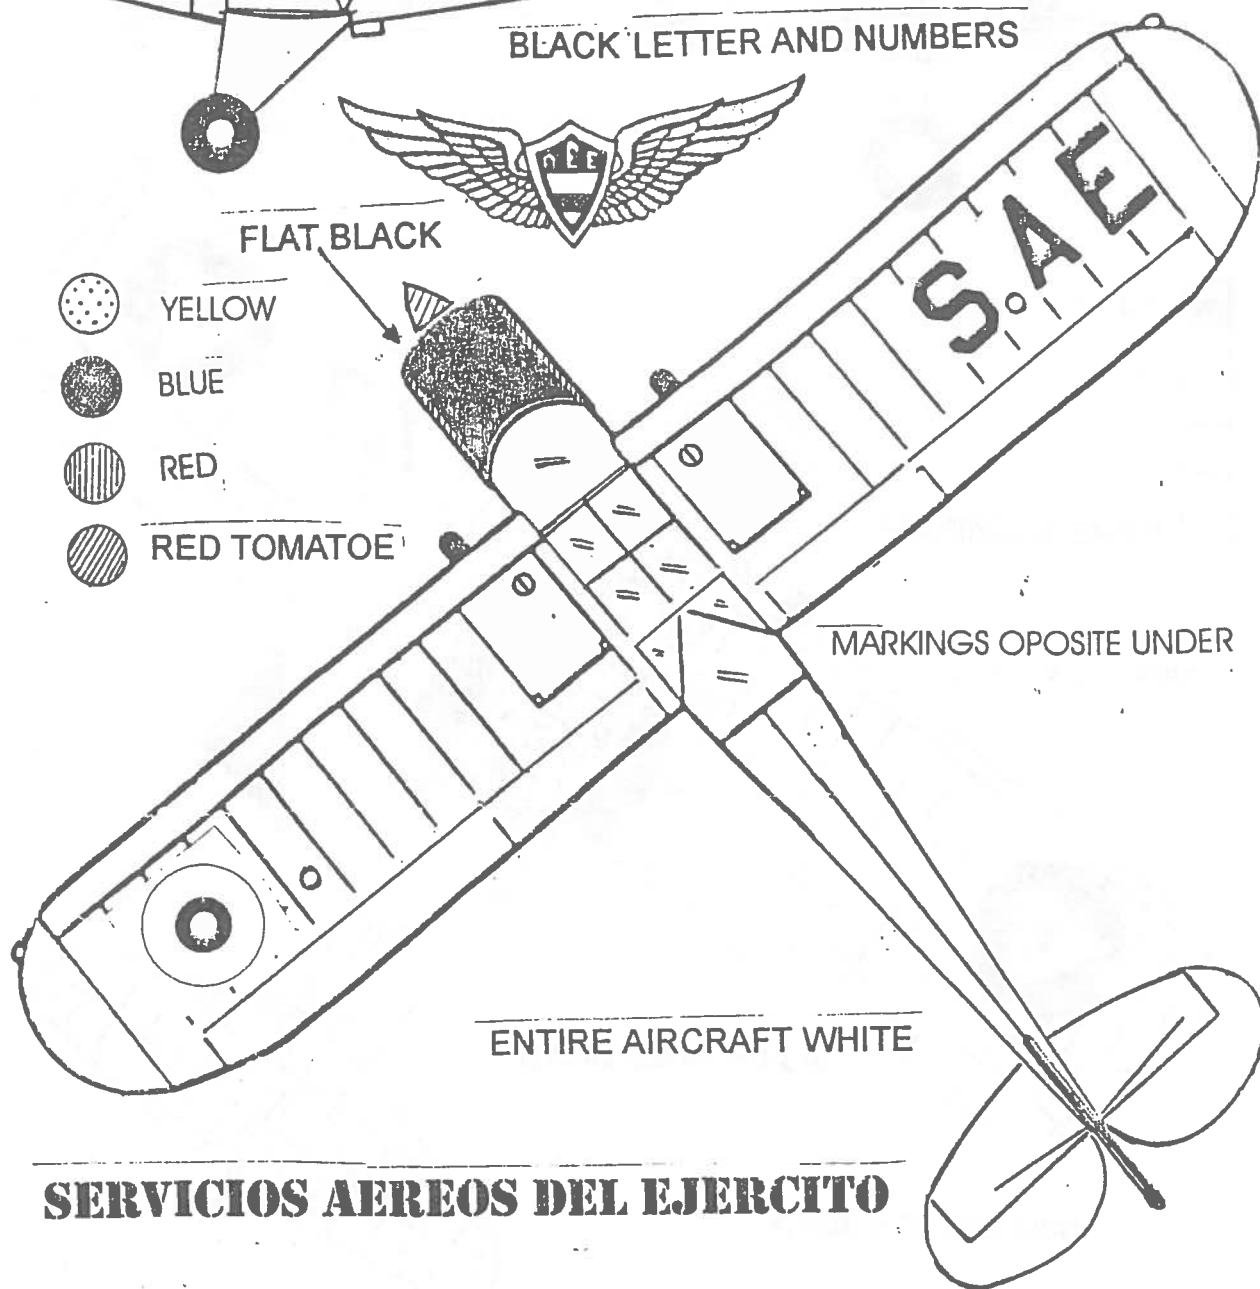 BLACK LETTER AND NUMBERS
FLAT BLACK
YELLOW
BLUE
RED
RED TOMATOE
S.AE
MARKINGS OPOSITE UNDER
ENTIRE AIRCRAFT WHITE
SERVICIOS AEREOS DEL EJERCITO